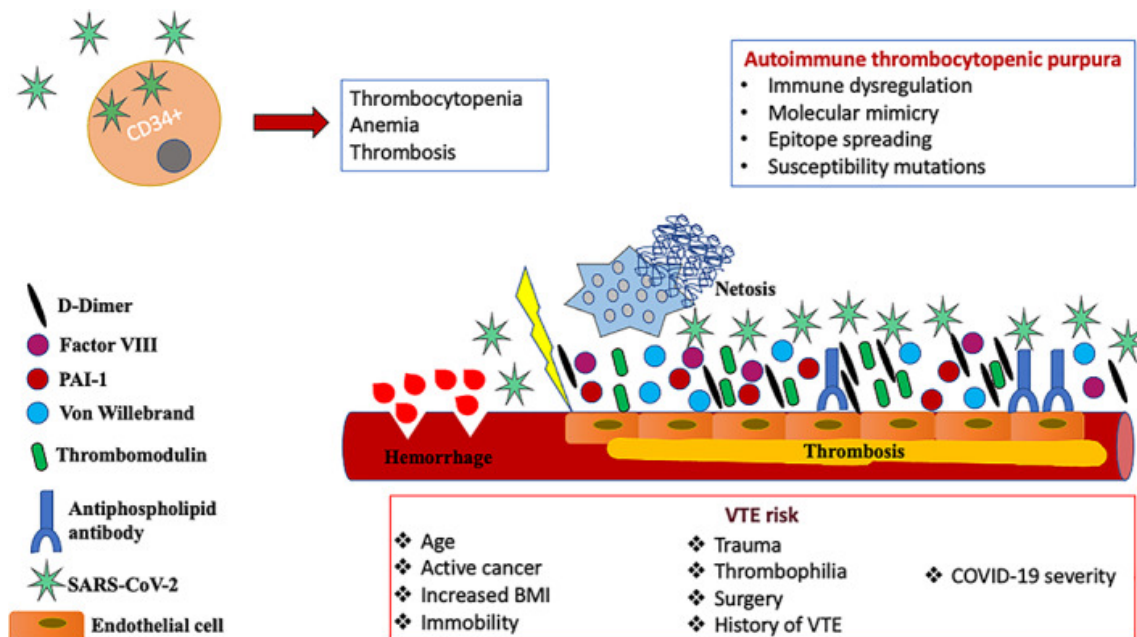 CD34+
Thrombocytopenia
Anemia
Thrombosis
Autoimmune thrombocytopenic purpura
• Immune dysregulation
• Molecular mimicry
• Epitope spreading
• Susceptibility mutations
D-Dimer
Factor VIII
PAI-1
Von Willebrand
Thrombomodulin
Antiphospholipid
antibody
SARS-CoV-2
Endothelial cell
Netosis
Hemorrhage
Thrombosis
VTE risk
❖ Age
❖ Active cancer
❖ Increased BMI
❖ Immobility
❖ Trauma
❖ Thrombophilia
❖ Surgery
❖ History of VTE
❖ COVID-19 severity